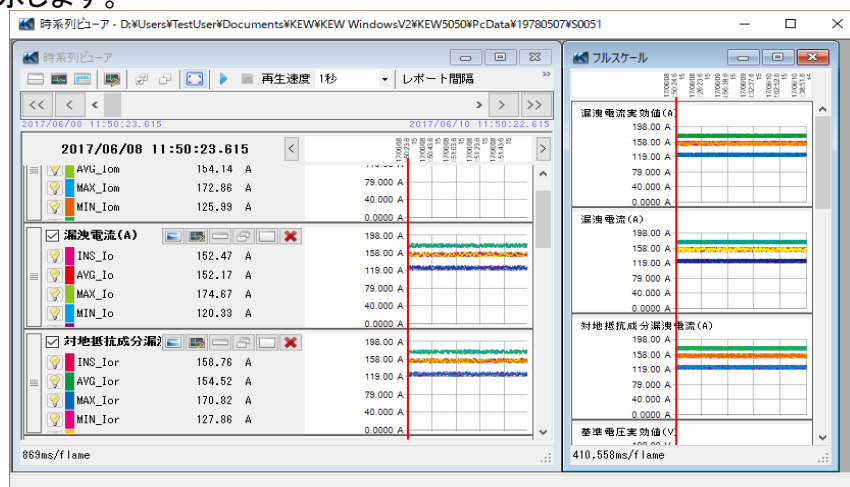 示します。
時系列ビューア - D:¥Users¥TestUser¥Documents¥KEW¥KEW WindowsV2¥KEW5050¥PcData¥19780507¥S0051
時系列ビューア
再生速度 1秒 レポート間隔 »
<< < < > > >>
2017/06/08 11:50:23.615 2017/06/10 11:50:22.615
2017/06/08 11:50:23.615 < >
AVG_Iom 154.14 A
MAX_Iom 172.86 A
MIN_Iom 125.99 A
79.000 A
40.000 A
0.0000 A
漏洩電流(A)
INS_Io 152.47 A
AVG_Io 152.17 A
MAX_Io 174.67 A
MIN_Io 120.33 A
198.00 A
158.00 A
119.00 A
79.000 A
40.000 A
0.0000 A
対地抵抗成分漏洩
INS_Ior 158.76 A
AVG_Ior 154.52 A
MAX_Ior 170.82 A
MIN_Ior 127.86 A
198.00 A
158.00 A
119.00 A
79.000 A
40.000 A
0.0000 A
869ms/flame
フルスケール
漏洩電流実効値(A)
198.00 A
158.00 A
119.00 A
79.000 A
40.000 A
0.0000 A
漏洩電流(A)
198.00 A
158.00 A
119.00 A
79.000 A
40.000 A
0.0000 A
対地抵抗成分漏洩電流(A)
198.00 A
158.00 A
119.00 A
79.000 A
40.000 A
0.0000 A
基準電圧実効値(V)
410,558ms/flame